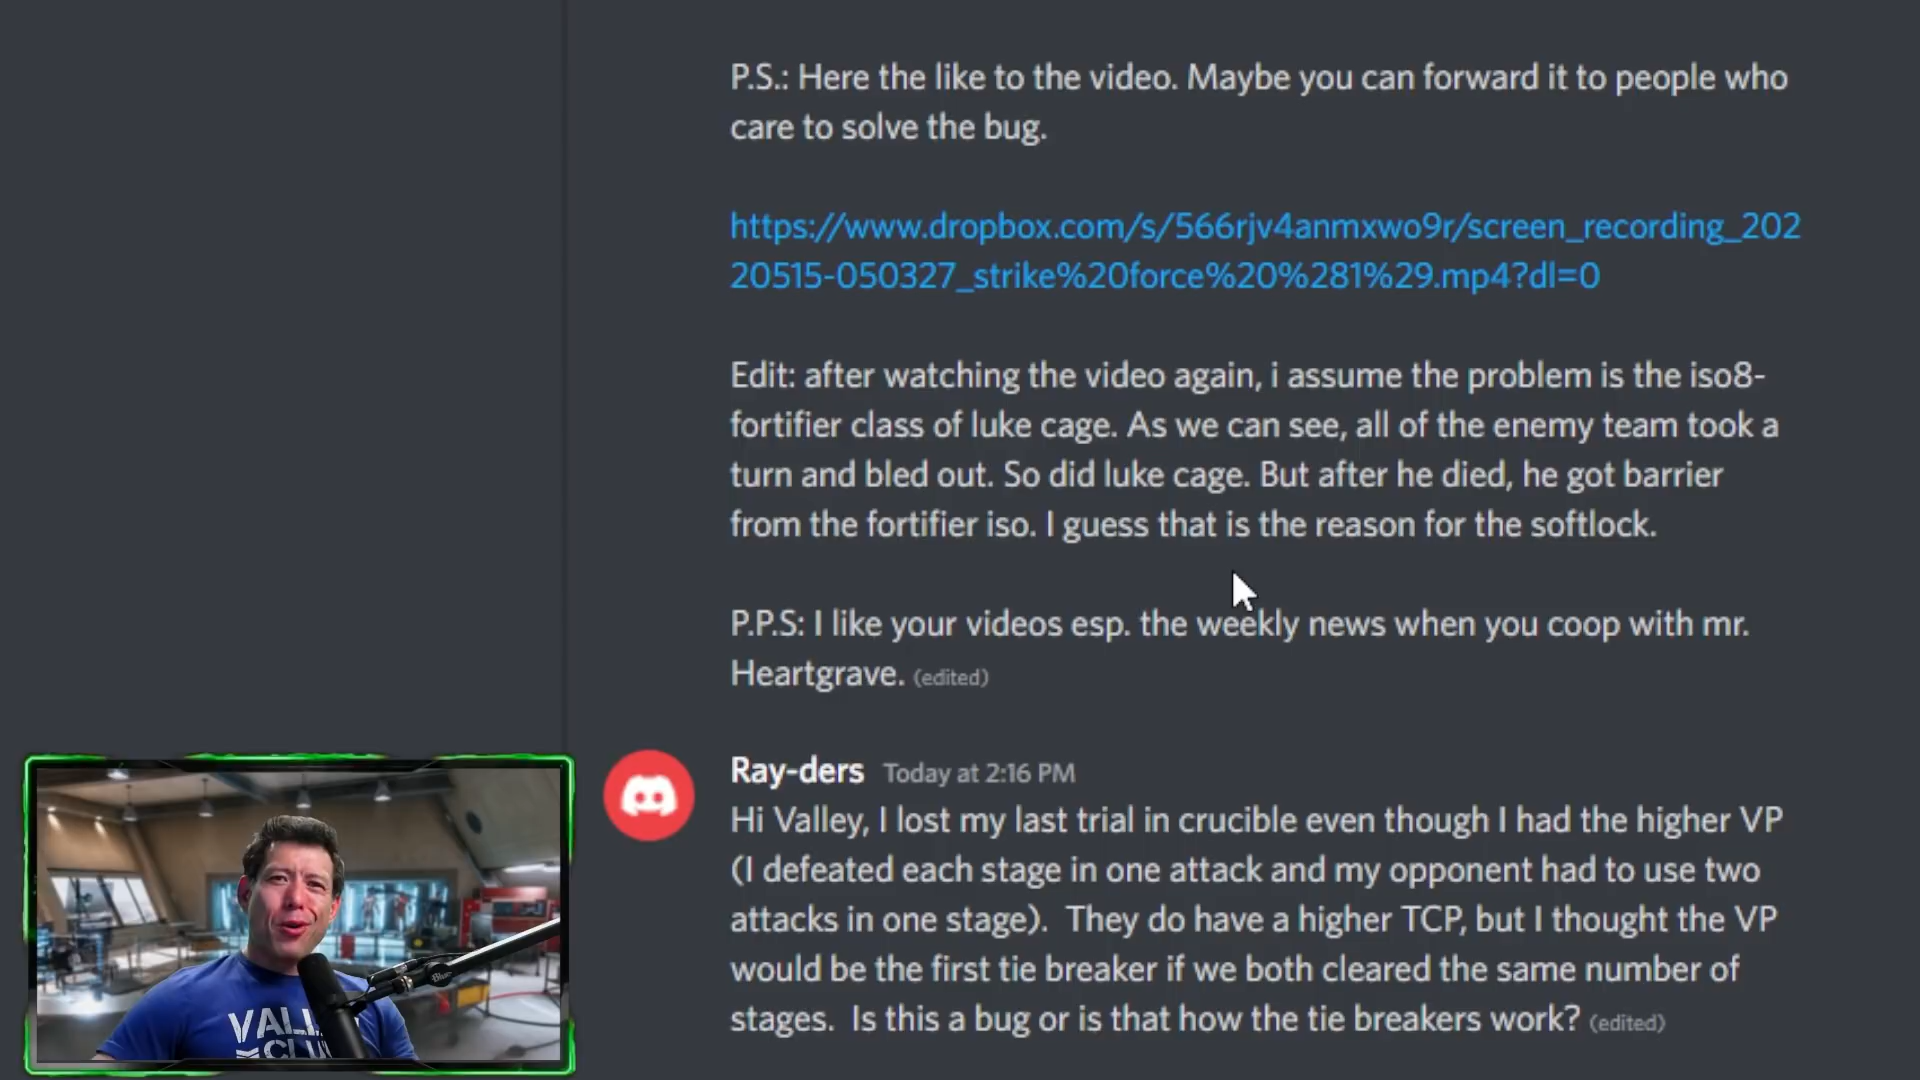 P.S.: Here the like to the video. Maybe you can forward it to people who
care to solve the bug.
https://www.dropbox.com/s/566rjv4anmxwo9r/screen_recording_202
20515-050327_strike%20force%20%281%29.mp4?dl=0
Edit: after watching the video again, i assume the problem is the iso8-
fortifier class of luke cage. As we can see, all of the enemy team took a
turn and bled out. So did luke cage. But after he died, he got barrier
from the fortifier iso. I guess that is the reason for the softlock.
P.P.S: I like your videos esp. the weekly news when you coop with mr.
Heartgrave. (edited)
Ray-ders Today at 2:16 PM
Hi Valley, I lost my last trial in crucible even though I had the higher VP
(I defeated each stage in one attack and my opponent had to use two
attacks in one stage).  They do have a higher TCP, but I thought the VP
would be the first tie breaker if we both cleared the same number of
stages.  Is this a bug or is that how the tie breakers work? (edited)